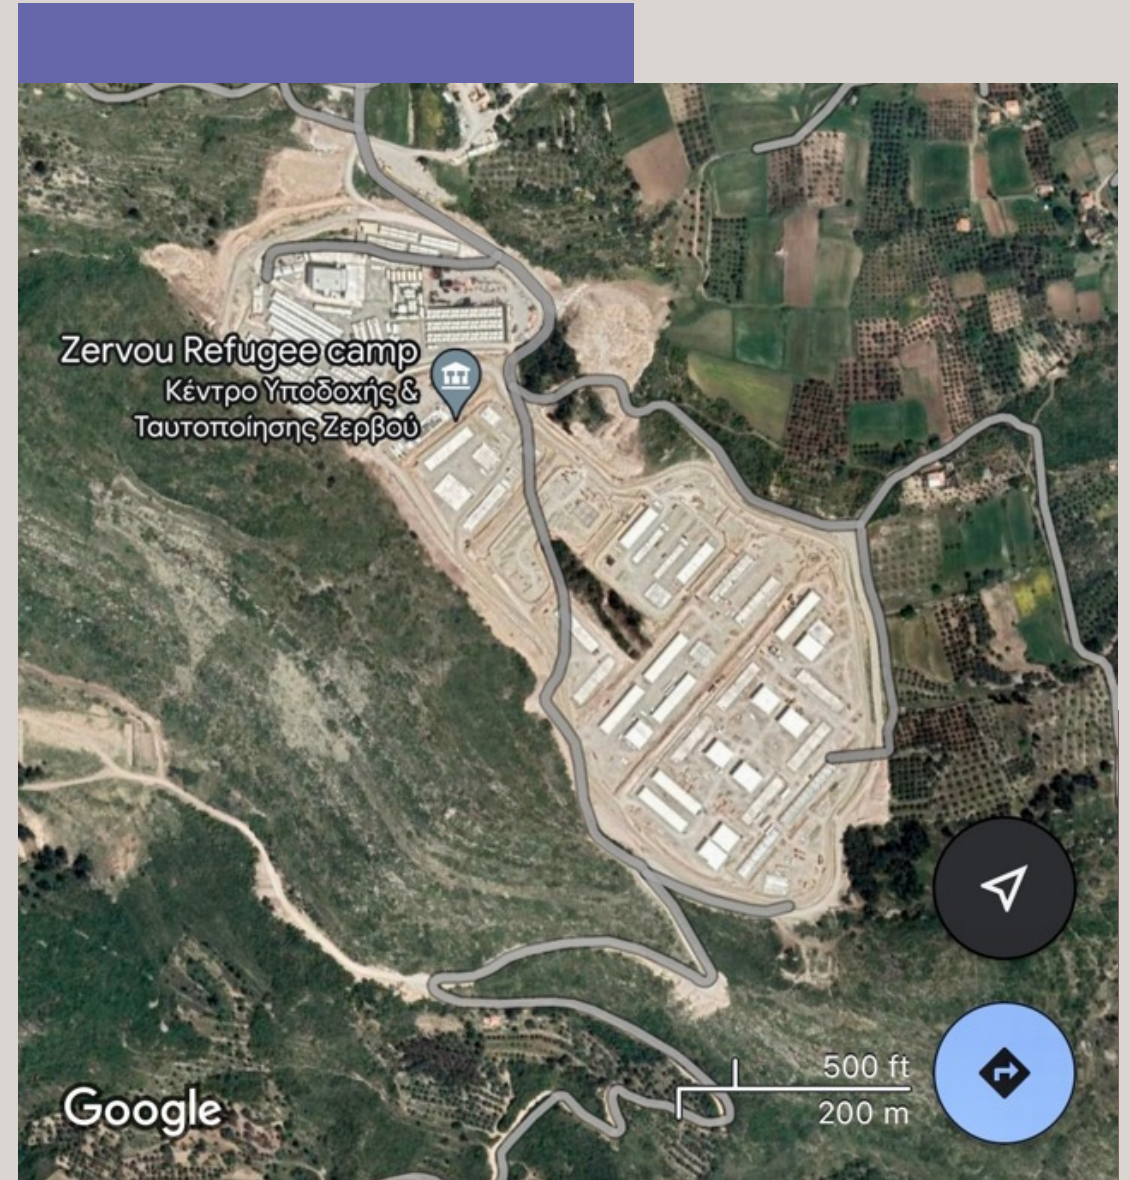 Zervou Refugee camp
Κέντρο Υποδοχής &
Ταυτοποίησης Ζερβού
500 ft
200 m
Google